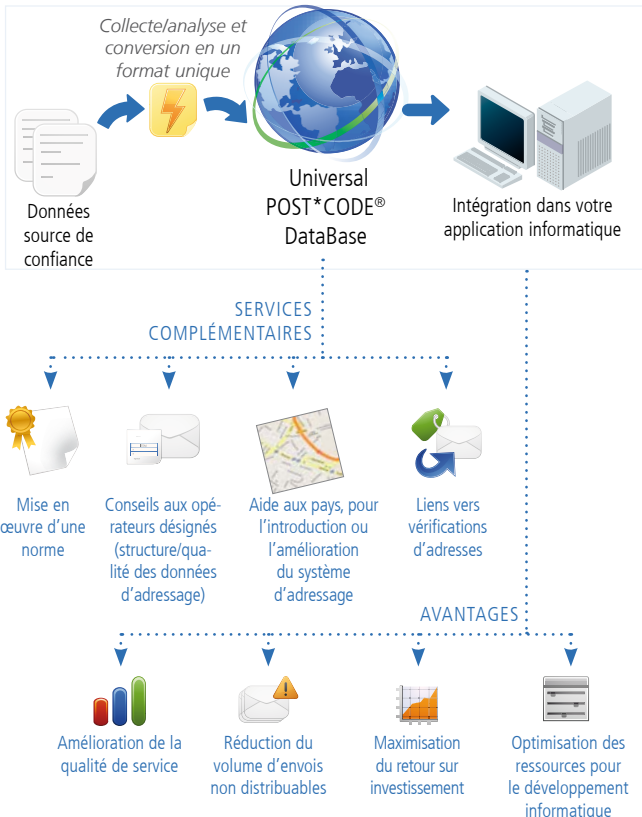 Collecte/analyse et
conversion en un
format unique
Données
source de
confiance
Universal
POST*CODE®
DataBase
Intégration dans votre
application informatique
SERVICES
COMPLÉMENTAIRES
Mise en
œuvre d'une
norme
Conseils aux opé-
rateurs désignés
(structure/qua-
lité des données
d'adressage)
Aide aux pays, pour
l'introduction ou
l'amélioration
du système
d'adressage
Liens vers
vérifications
d'adresses
AVANTAGES
Amélioration de la
qualité de service
Réduction du
volume d'envois
non distribuables
Maximisation
du retour sur
investissement
Optimisation des
ressources pour
le développement
informatique